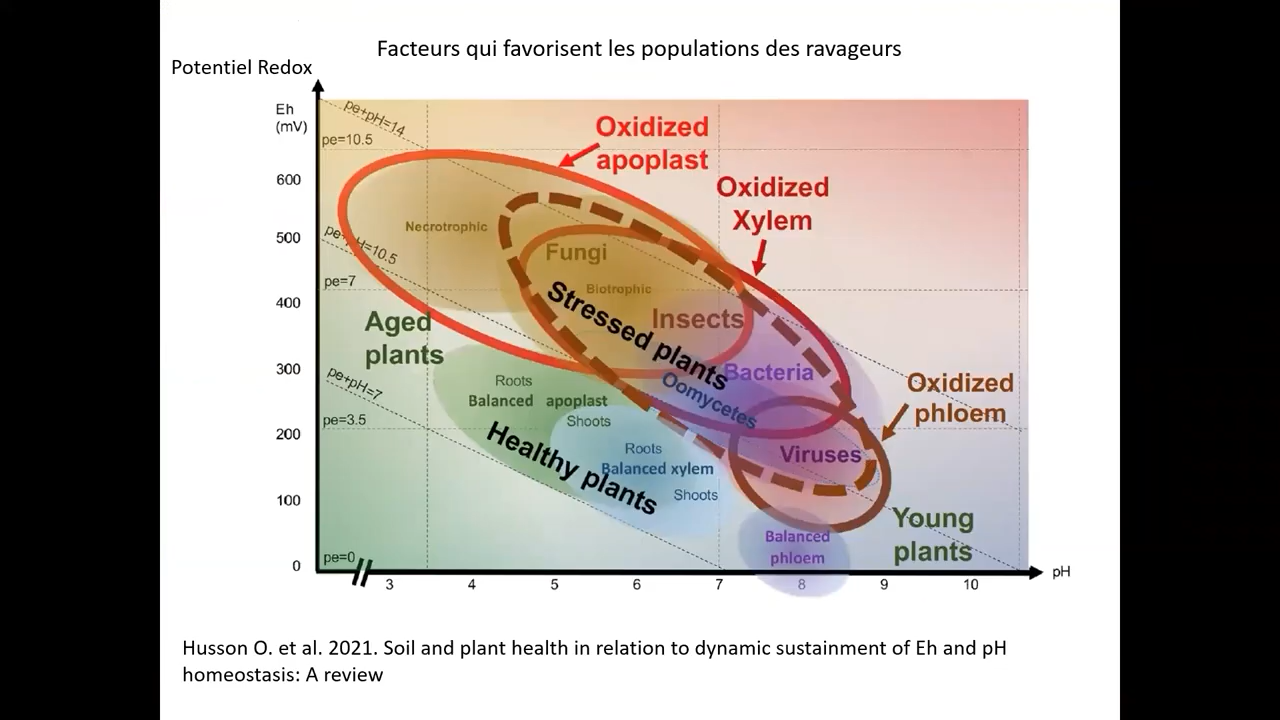 Facteurs qui favorisent les populations des ravageurs
Potentiel Redox
Eh
(mV)
pe+pH=14
pe=10.5
Oxidized
apoplast
600
Oxidized
Xylem
Necrotrophic
500
pe+pH=10.5
Fungi
pe=7
Biotrophic
400
Stressed plants
Insects
Aged
plants
300
Bacteria
pe+pH=7
Roots
Balanced apoplast
Shoots
Oomycetes
Oxidized
phloem
pe=3.5
200
Healthy plants
Roots
Balanced xylem
Shoots
Viruses
100
Young
plants
Balanced
phloem
pe=0
0
pH
3 4 5 6 7 8 9 10
Husson O. et al. 2021. Soil and plant health in relation to dynamic sustainment of Eh and pH
homeostasis: A review